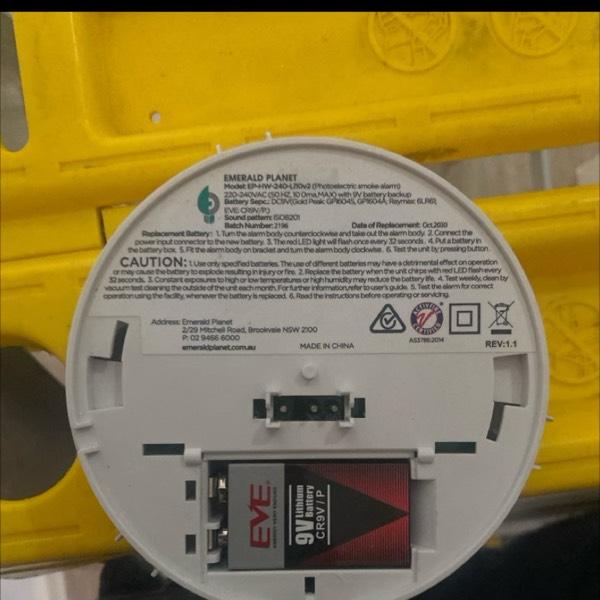 EMERALD PLANET
Model: EP-HW-240-LI10v2 (Photoelectric smoke alarm)
220-240VAC (50 HZ, 10 0ma,MAX) with 9V battery backup
Battery Sepc.: DC9V(Gold Peak: GP1604S, GP1604A; Raymax: 6LR61;
EVE: CR9V/P;)
Sound pattern: ISO8201
Batch Number: 2196 Date of Replacement: Oct.2030
Replacement Battery: 1. Turn the alarm body counterclockwise and take out the alarm body. 2. Connect the
power input connector to the new battery. 3. The red LED light will flash once every 32 seconds. 4. Put a battery in
the battery box. 5. Fit the alarm body on bracket and turn the alarm body clockwise. 6. Test the unit by pressing button.
CAUTION: 1. Use only specified batteries. The use of different batteries may have a detrimental effect on operation
or may cause the battery to explode resulting in injury or fire. 2. Replace the battery when the unit chirps with red LED flash every
32 seconds. 3. Constant exposures to high or low temperatures or high humidity may reduce the battery life. 4. Test weekly, clean by
vacuum test cleaning the outside of the unit each month. For further information, refer to user's guide. 5. Test the alarm for correct
operation using the facility, whenever the battery is replaced. 6. Read the instructions before operating or servicing.
Address: Emerald Planet
2/29 Mitchell Road, Brookvale NSW 2100
P: 02 9466 6000
emeraldplanet.com.au
MADE IN CHINA
ACTIVFIRE
CERTIFIED
AS3786:2014
REV:1.1
EVE
9V Lithium
Battery
CR9V / P